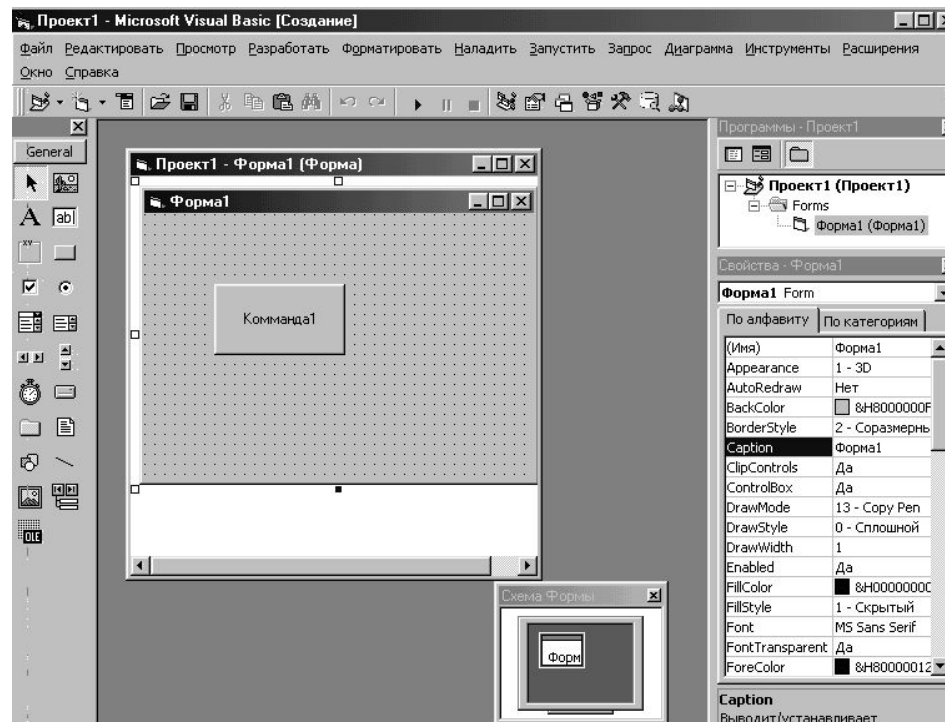 Проект1 - Microsoft Visual Basic [Создание]
Файл Редактировать Просмотр Разработать Форматировать Наладить Запустить Запрос Диаграмма Инструменты Расширения
Окно Справка
General
A
ab
XY
OLE
Проект1 - Форма1 (Форма)
Форма1
Комманда1
Схема Формы
Форм
Программы - Проект1
Проект1 (Проект1)
Forms
Форма1 (Форма1)
Свойства - Форма1
Форма1 Form
По алфавиту По категориям
(Имя) Форма1
Appearance 1 - 3D
AutoRedraw Нет
BackColor &H8000000F
BorderStyle 2 - Соразмернь
Caption Форма1
ClipControls Да
ControlBox Да
DrawMode 13 - Copy Pen
DrawStyle 0 - Сплошной
DrawWidth 1
Enabled Да
FillColor &H0000000C
FillStyle 1 - Скрытый
Font MS Sans Serif
FontTransparent Да
ForeColor &H80000012
Caption
Выводит/устанавливает